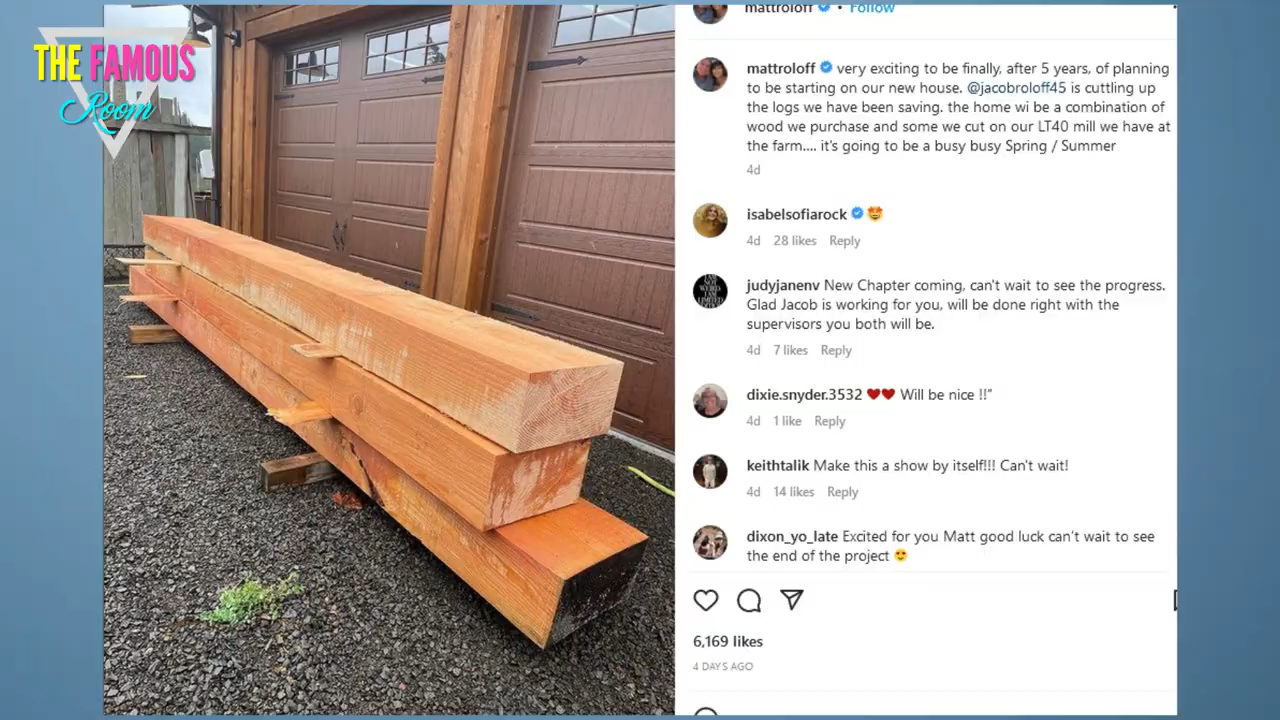 THE FAMOUS
Room
mattroloff • Follow
mattroloff very exciting to be finally, after 5 years, of planning
to be starting on our new house. @jacobroloff45 is cuttling up
the logs we have been saving. the home wi be a combination of
wood we purchase and some we cut on our LT40 mill we have at
the farm.... it's going to be a busy busy Spring / Summer
4d
isabelsofiarock 😍
4d 28 likes Reply
judyjanenv New Chapter coming, can't wait to see the progress.
Glad Jacob is working for you, will be done right with the
supervisors you both will be.
4d 7 likes Reply
dixie.snyder.3532 ❤❤ Will be nice !!"
4d 1 like Reply
keithtalik Make this a show by itself!!! Can't wait!
4d 14 likes Reply
dixon_yo_late Excited for you Matt good luck can't wait to see
the end of the project 😍
6,169 likes
4 DAYS AGO